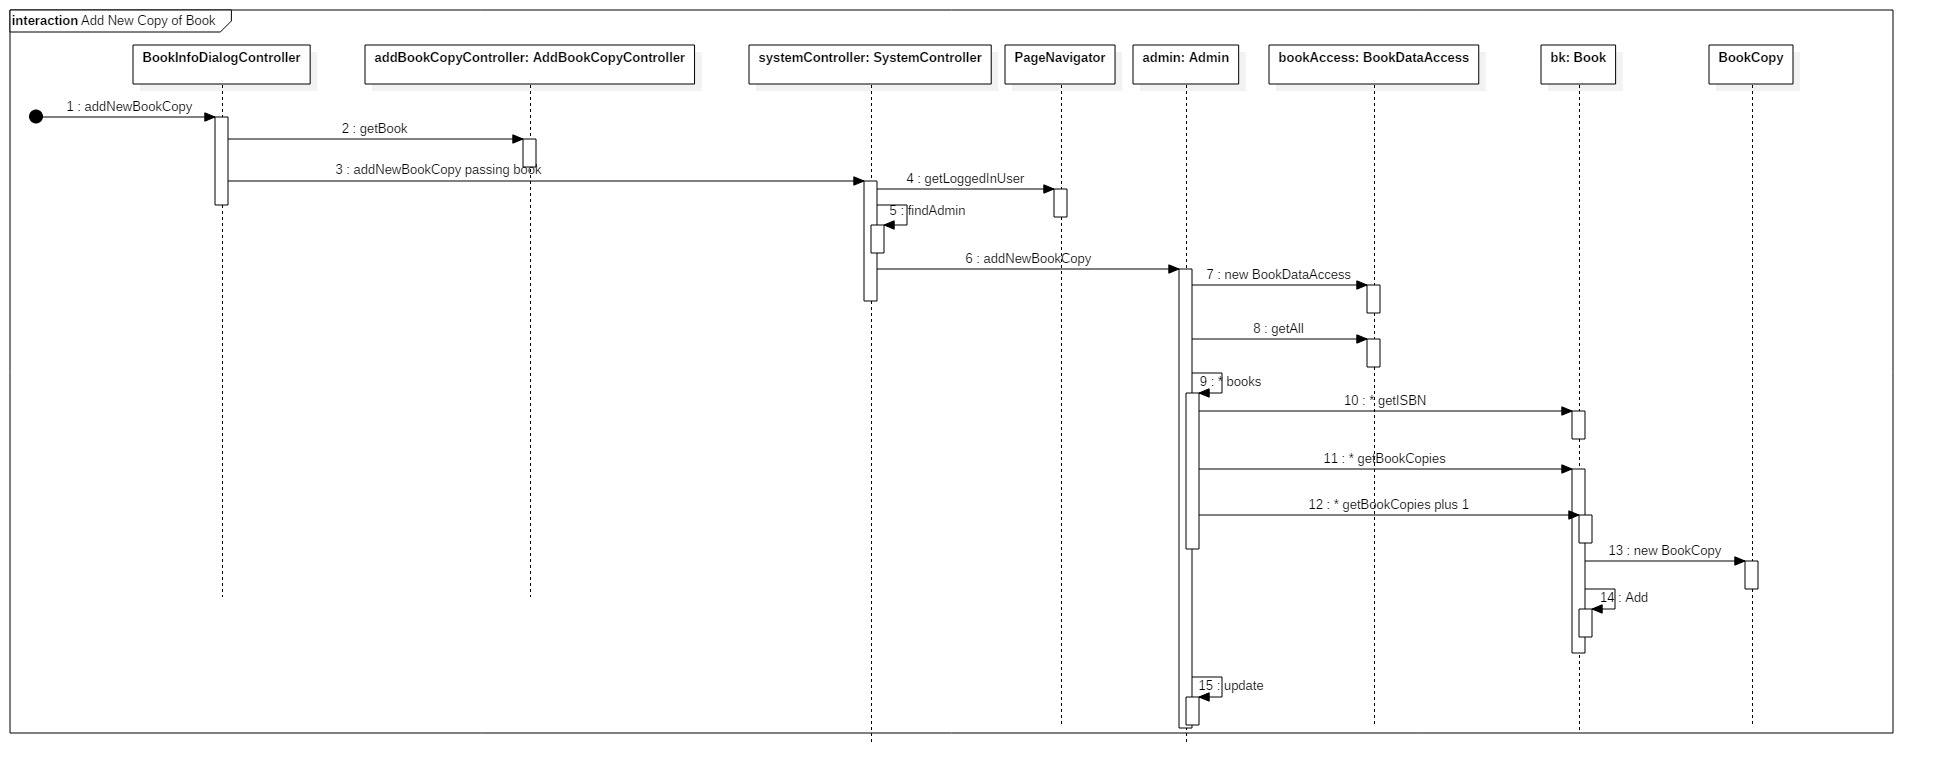 interaction Add New Copy of Book
BookInfoDialogController
addBookCopyController: AddBookCopyController
systemController: SystemController
PageNavigator
admin: Admin
bookAccess: BookDataAccess
bk: Book
BookCopy
1 : addNewBookCopy
2 : getBook
3 : addNewBookCopy passing book
4 : getLoggedInUser
5 : findAdmin
6 : addNewBookCopy
7 : new BookDataAccess
8 : getAll
9 : * books
10 : * getISBN
11 : * getBookCopies
12 : * getBookCopies plus 1
13 : new BookCopy
14 : Add
15 : update